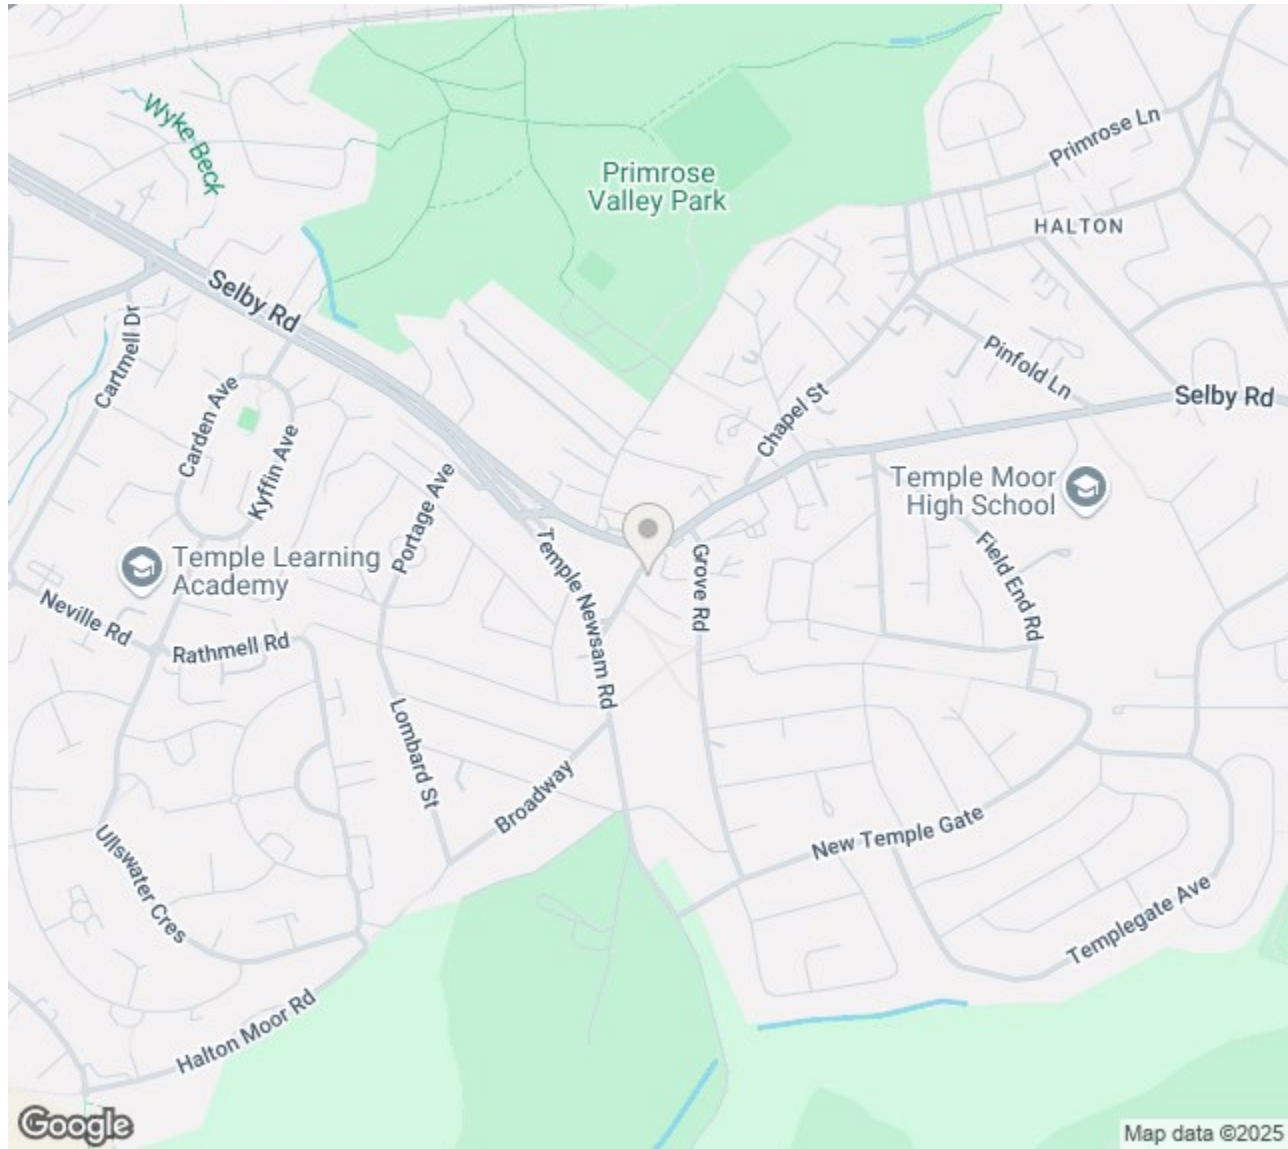 Wyke Beck
Primrose
Valley Park
Primrose Ln
HALTON
Selby Rd
Cartmell Dr
Pinfold Ln
Carden Ave
Chapel St
Selby Rd
Kyffin Ave
Portage Ave
Temple Moor
High School
Temple Learning
Academy
Temple Newsam Rd
Grove Rd
Field End Rd
Neville Rd
Rathmell Rd
Lombard St
Broadway
New Temple Gate
Ullswater Cres
Templegate Ave
Halton Moor Rd
Google
Map data ©2025